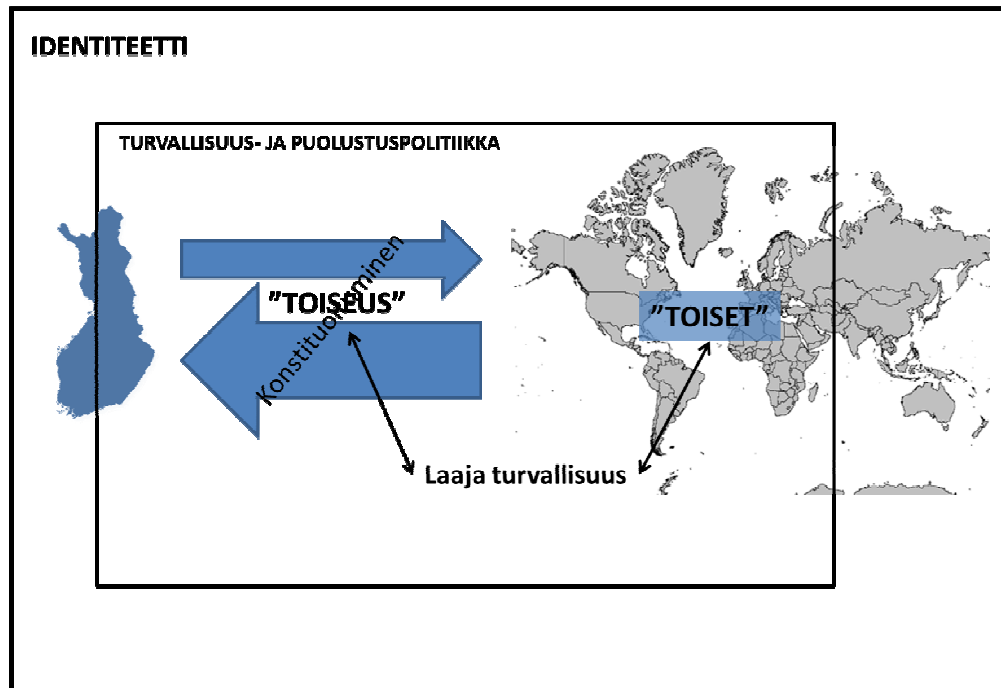 IDENTITEETTI
TURVALLISUUS- JA PUOLUSTUSPOLITIIKKA
Konstituoituminen
”TOISEUS”
”TOISET”
Laaja turvallisuus